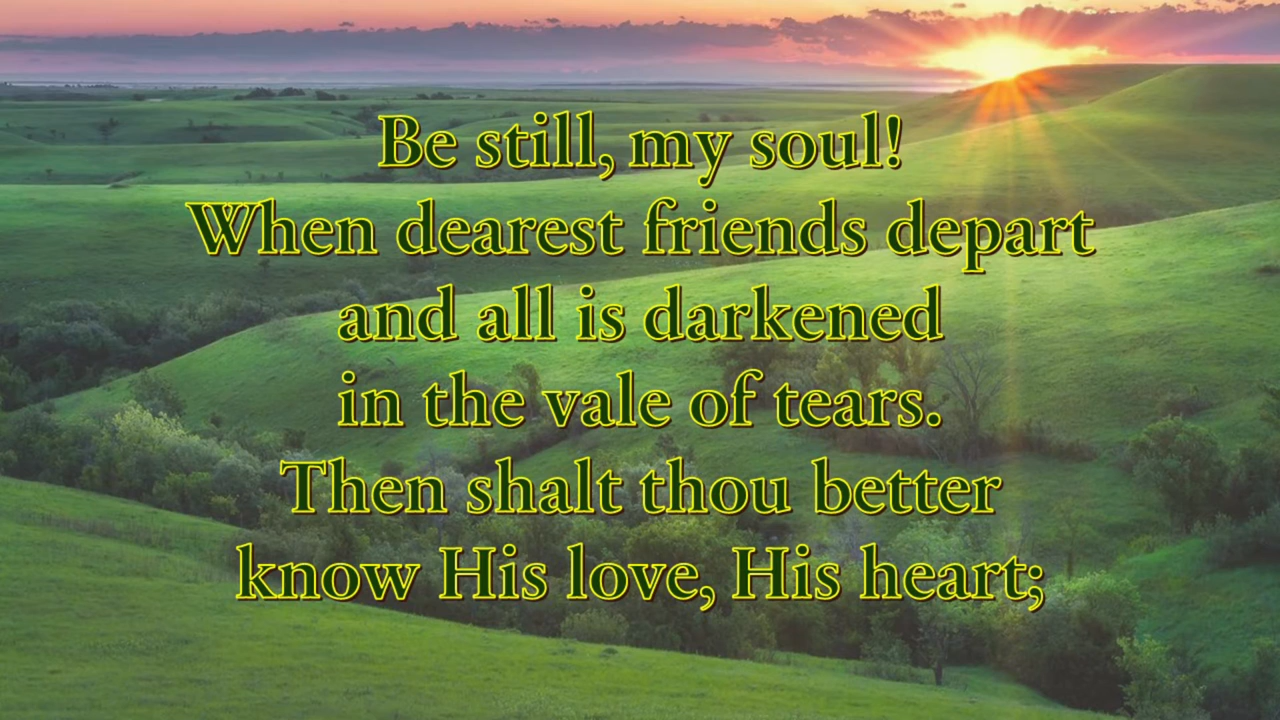 Be still, my soul!
When dearest friends depart
and all is darkened
in the vale of tears.
Then shalt thou better
know His love, His heart;